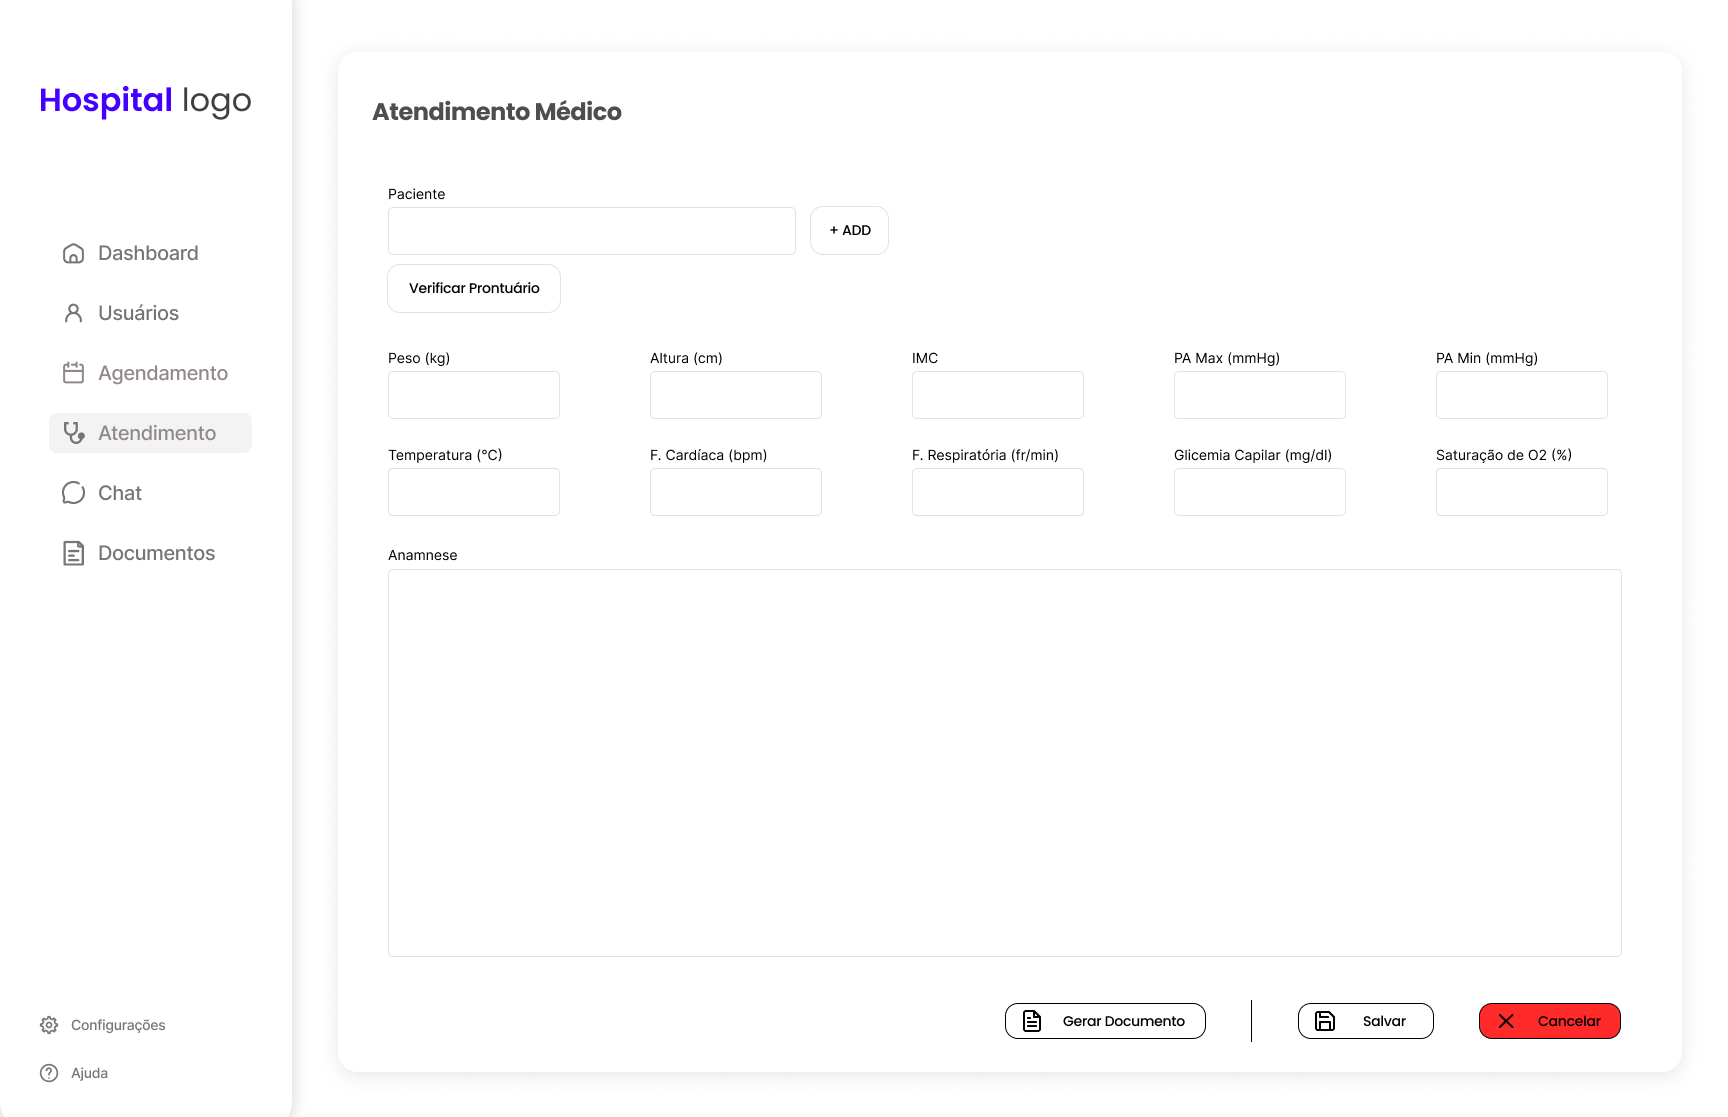 Hospital logo
Dashboard
Usuários
Agendamento
Atendimento
Chat
Documentos
Configurações
Ajuda
Atendimento Médico
Paciente
+ ADD
Verificar Prontuário
Peso (kg)
Altura (cm)
IMC
PA Max (mmHg)
PA Min (mmHg)
Temperatura (°C)
F. Cardíaca (bpm)
F. Respiratória (fr/min)
Glicemia Capilar (mg/dl)
Saturação de O2 (%)
Anamnese
Gerar Documento
Salvar
Cancelar